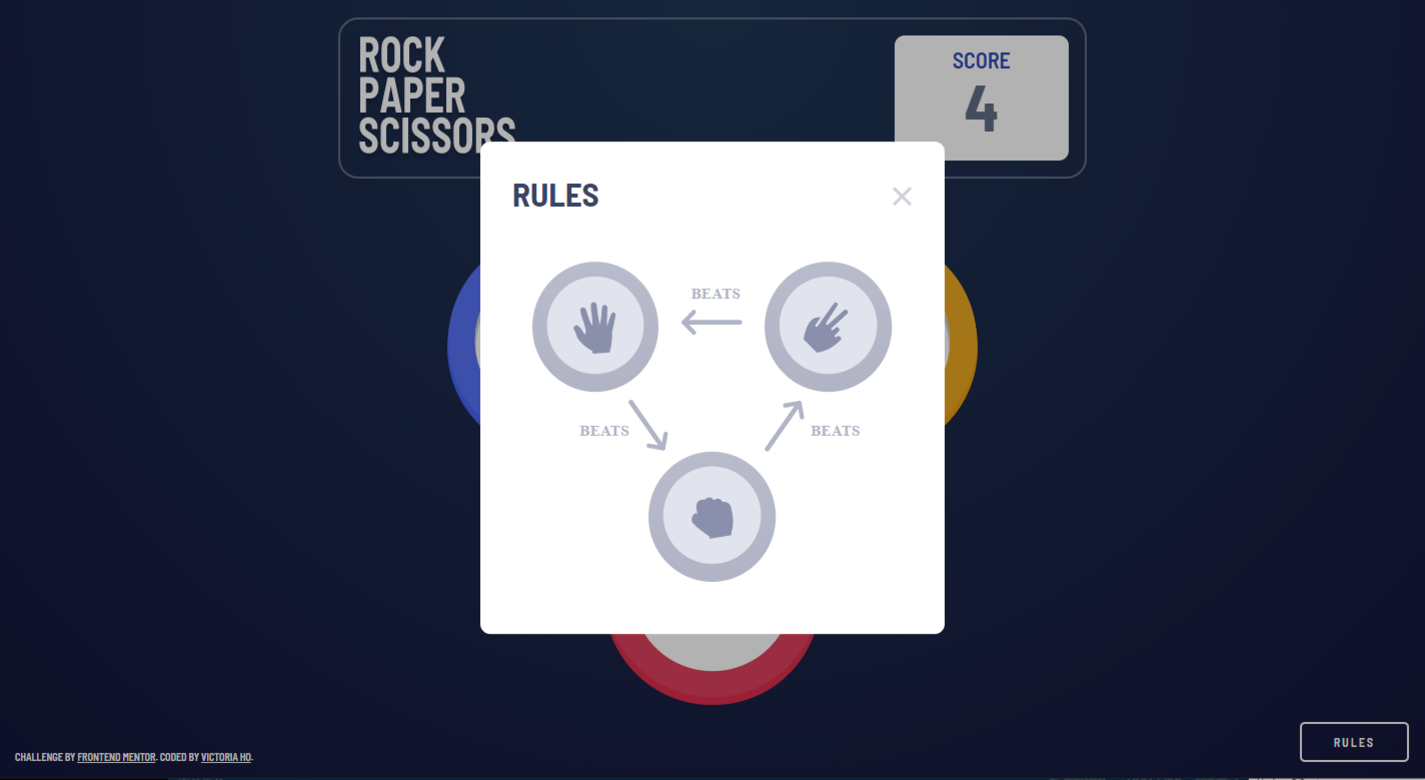 ROCK
PAPER
SCISSORS
SCORE
4
RULES
BEATS
BEATS
BEATS
RULES
CHALLENGE BY FRONTEND MENTOR. CODED BY VICTORIA HO.